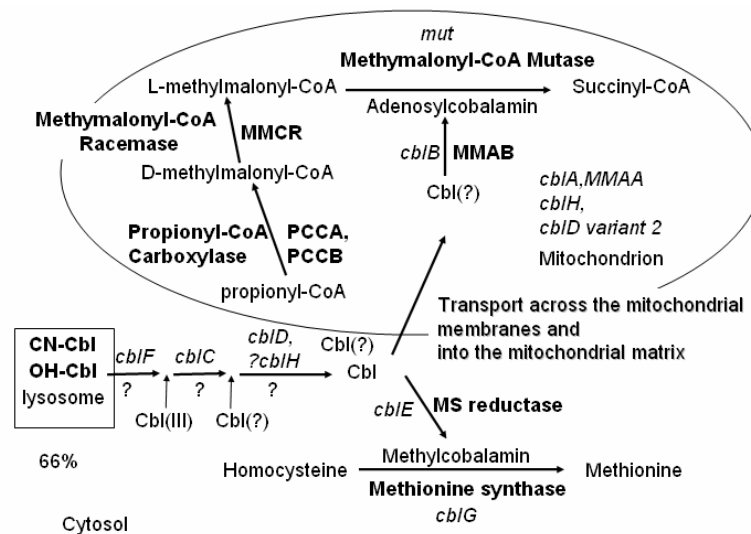 mut
Methymalonyl-CoA Mutase
L-methylmalonyl-CoA
Succinyl-CoA
Adenosylcobalamin
Methymalonyl-CoA
Racemase
MMCR
cblB
MMAB
D-methylmalonyl-CoA
Cbl(?)
cblA,MMAA
cblH,
cblD variant 2
Mitochondrion
Propionyl-CoA
Carboxylase
PCCA,
PCCB
propionyl-CoA
Transport across the mitochondrial
membranes and
into the mitochondrial matrix
CN-Cbl
OH-Cbl
lysosome
cblF
?
cblC
?
cblD,
?cblH
?
Cbl(?)
Cbl
Cbl(III)
Cbl(?)
cblE
MS reductase
66%
Homocysteine
Methylcobalamin
Methionine
Methionine synthase
cblG
Cytosol